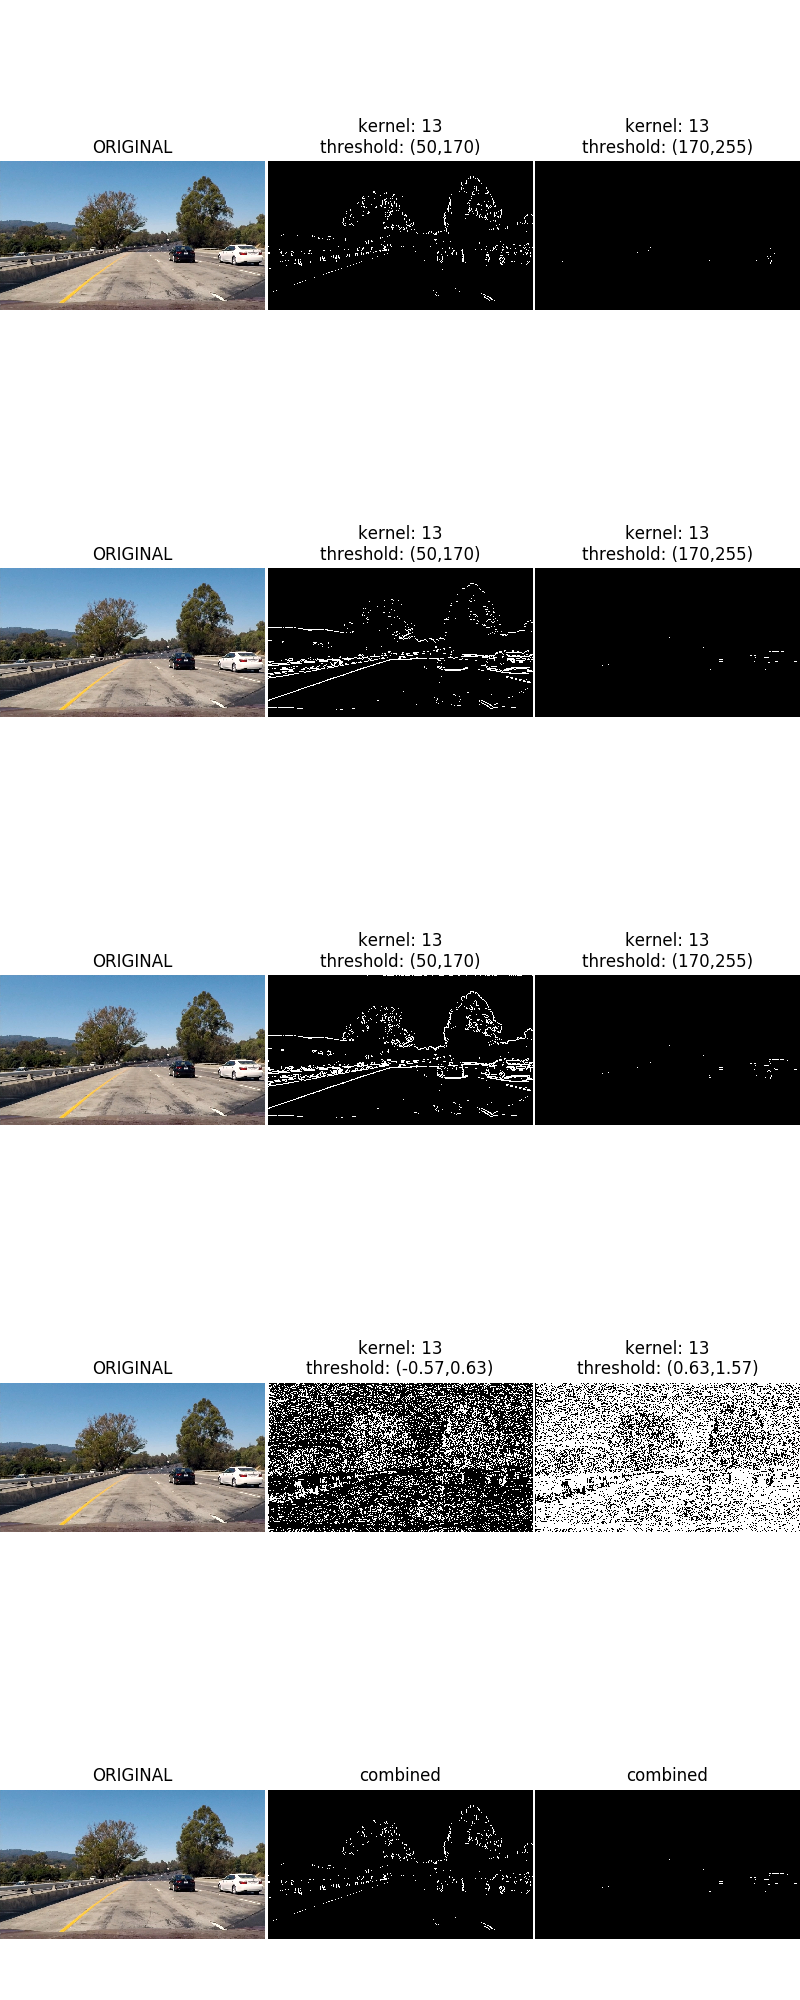 kernel: 13
kernel: 13
ORIGINAL
threshold: (50,170)
threshold: (170,255)
kernel: 13
kernel: 13
ORIGINAL
threshold: (50,170)
threshold: (170,255)
kernel: 13
kernel: 13
ORIGINAL
threshold: (50,170)
threshold: (170,255)
kernel: 13
kernel: 13
ORIGINAL
threshold: (-0.57,0.63)
threshold: (0.63,1.57)
ORIGINAL
combined
combined